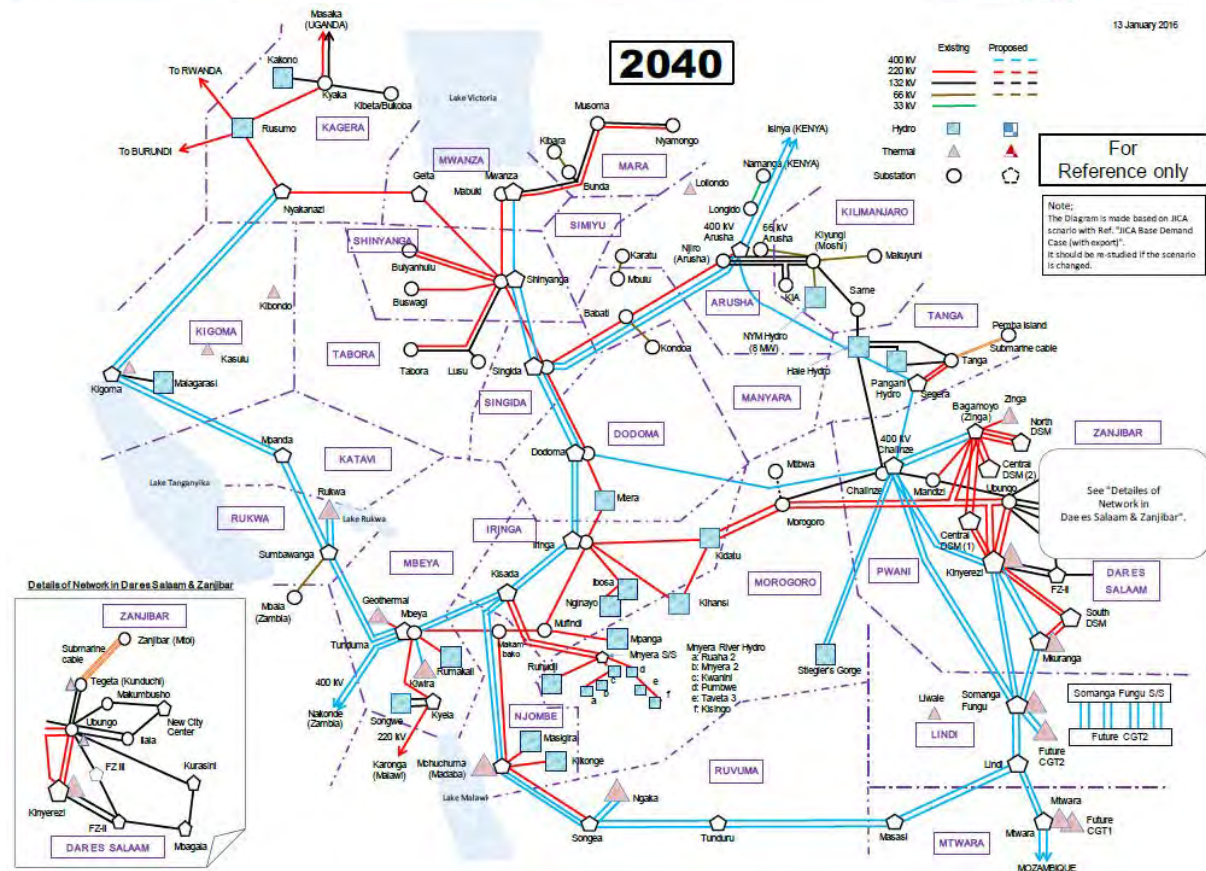 13 January 2016
2040
Existing
Proposed
400 kV
220 kV
132 kV
66 kV
33 kV
Hydro
Thermal
Substation
For
Reference only
Note;
The Diagram is made based on JICA
scnario with Ref. "JICA Base Demand
Case (with export)".
It should be re-studied if the scenario
is changed.
Masaka
(UGANDA)
To RWANDA
Kakono
Kyaka
Kibeta/Bukoba
Rusumo
KAGERA
To BURUNDI
Lake Victoria
Musoma
Kibara
Nyamongo
MARA
Bunda
MWANZA
Mwanza
Mabuki
Geita
Nyakanazi
SIMIYU
Loliondo
Isinya (KENYA)
Namanga (KENYA)
Longido
KILIMANJARO
400 kV
Arusha
66 kV
Arusha
Kiyungi
(Moshi)
Makuyuni
Njiro
(Arusha)
KIA
Same
ARUSHA
NYM Hydro
(8 MW)
SHINYANGA
Bulyanhulu
Buswagi
Shinyanga
Karatu
Mbulu
Babati
Kondoa
Kibondo
KIGOMA
Kasulu
Kigoma
Malagarasi
TABORA
Tabora
Lusu
Singida
SINGIDA
MANYARA
TANGA
Pemba Island
Submarine cable
Tanga
Hale Hydro
Pangani
Hydro
Segera
DODOMA
Dodoma
Mpanda
KATAVI
Lake Tanganyika
Rukwa
Lake Rukwa
RUKWA
Sumbawanga
Mbala
(Zambia)
IRINGA
Iringa
Mtera
MBEYA
Kisada
Mtibwa
Morogoro
Chalinze
400 kV
Chalinze
Mandizi
Bagamoyo
(Zinga)
Zinga
North
DSM
Central
DSM (2)
Ubungo
ZANJIBAR
See "Detailes of
Network in
Dar es Salaam & Zanjibar".
Central
DSM (1)
Kinyerezi
FZ-II
DAR ES
SALAAM
South
DSM
Mkuranga
PWANI
MOROGORO
Kidatu
Kihansi
Ibosa
Nginayo
Mufindi
Mpanga
Mnyera S/S
Makam
bako
Ruhudji
a
b
c
d
e
f
Mnyera River Hydro
a: Ruaha 2
b: Mnyera 2
c: Kwanini
d: Pumbwe
e: Taveta 3
f: Kisingo
Stiegler's Gorge
Geothermal
Mbeya
Tunduma
Rumakali
Kiwira
Songwe
Kyela
400 kV
Nakonde
(Zambia)
220 kV
Karonga
(Malawi)
NJOMBE
Masigira
Kikonge
Mchuchuma
(Madaba)
Lake Malawi
RUVUMA
Ngaka
Songea
Tunduru
Masasi
Liwale
LINDI
Somanga
Fungu
Future
CGT2
Somanga Fungu S/S
Future CGT2
Lindi
Mtwara
Mtwara
Future
CGT1
MTWARA
MOZAMBIQUE
Details of Network in Dar es Salaam & Zanjibar
ZANJIBAR
Zanjibar (Mtoi)
Submarine
cable
Tegeta (Kunduchi)
Makumbusho
Ubungo
New City
Center
Ilala
FZ III
Kurasini
Kinyerezi
FZ-II
Mbagala
DAR ES SALAAM